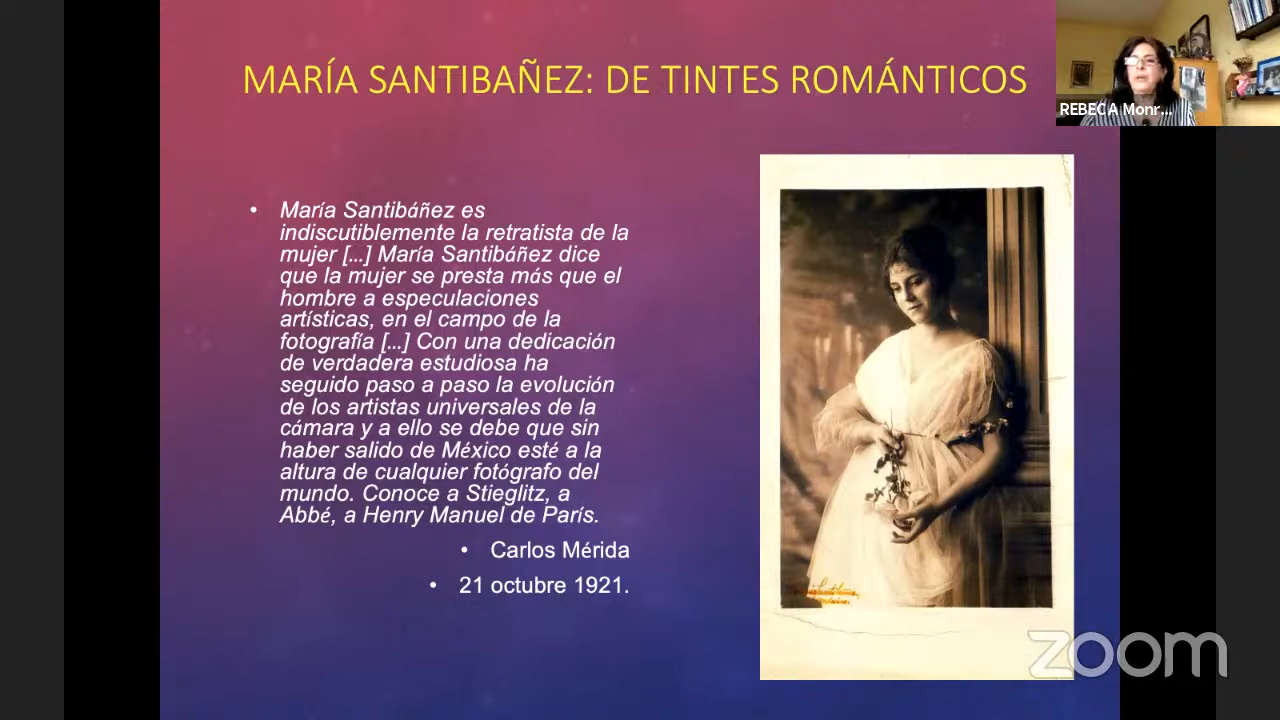 MARÍA SANTIBAÑEZ: DE TINTES ROMÁNTICOS
REBECA Monr...
• María Santibáñez es
indiscutiblemente la retratista de la
mujer [...] María Santibáñez dice
que la mujer se presta más que el
hombre a especulaciones
artísticas, en el campo de la
fotografía [...] Con una dedicación
de verdadera estudiosa ha
seguido paso a paso la evolución
de los artistas universales de la
cámara y a ello se debe que sin
haber salido de México esté a la
altura de cualquier fotógrafo del
mundo. Conoce a Stieglitz, a
Abbé, a Henry Manuel de París.
• Carlos Mérida
• 21 octubre 1921.
zoom